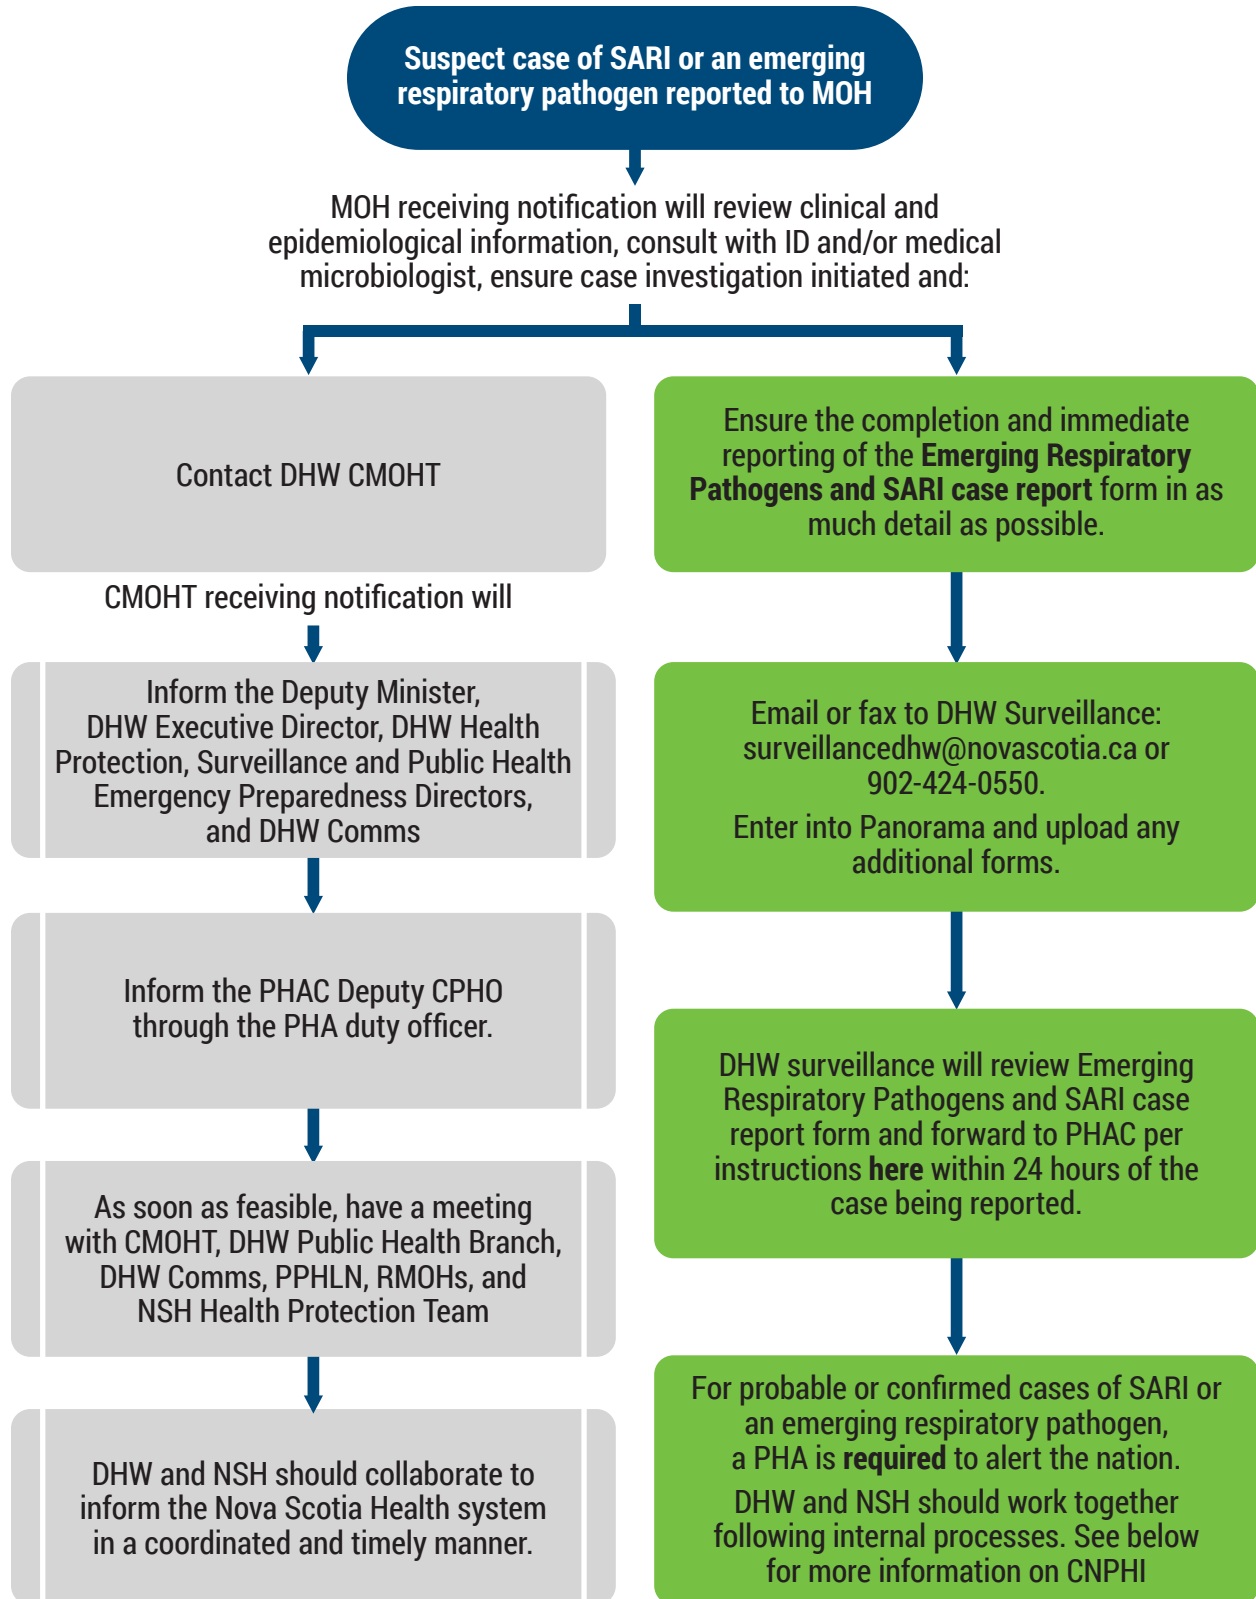 Suspect case of SARI or an emerging
respiratory pathogen reported to MOH
MOH receiving notification will review clinical and
epidemiological information, consult with ID and/or medical
microbiologist, ensure case investigation initiated and:
Contact DHW CMOHT
CMOHT receiving notification will
Inform the Deputy Minister,
DHW Executive Director, DHW Health
Protection, Surveillance and Public Health
Emergency Preparedness Directors,
and DHW Comms
Inform the PHAC Deputy CPHO
through the PHA duty officer.
As soon as feasible, have a meeting
with CMOHT, DHW Public Health Branch,
DHW Comms, PPHLN, RMOHs, and
NSH Health Protection Team
DHW and NSH should collaborate to
inform the Nova Scotia Health system
in a coordinated and timely manner.
Ensure the completion and immediate
reporting of the Emerging Respiratory
Pathogens and SARI case report form in as
much detail as possible.
Email or fax to DHW Surveillance:
surveillancedhw@novascotia.ca or
902-424-0550.
Enter into Panorama and upload any
additional forms.
DHW surveillance will review Emerging
Respiratory Pathogens and SARI case
report form and forward to PHAC per
instructions here within 24 hours of the
case being reported.
For probable or confirmed cases of SARI or
an emerging respiratory pathogen,
a PHA is required to alert the nation.
DHW and NSH should work together
following internal processes. See below
for more information on CNPHI